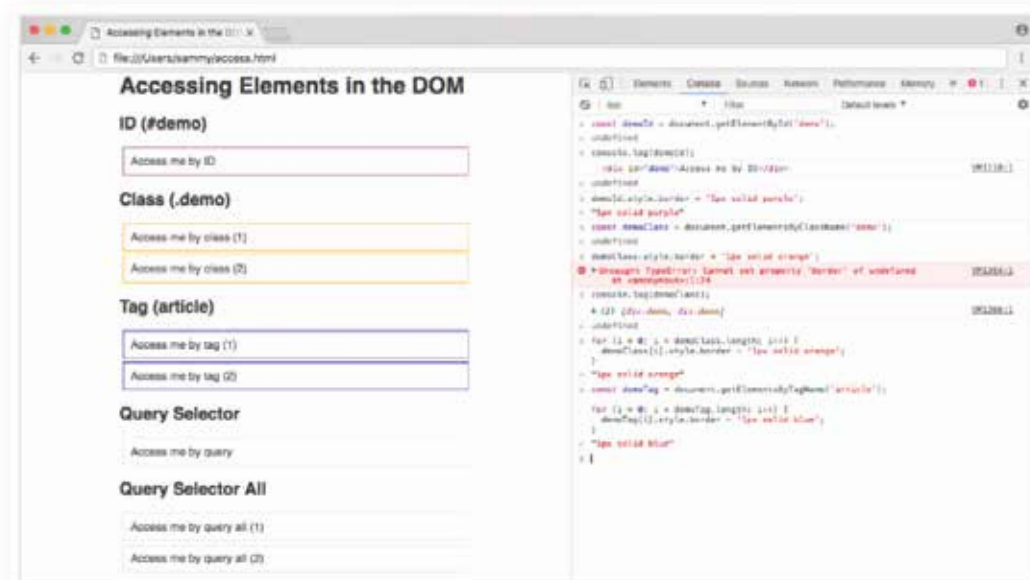 Accessing Elements in the
file:///Users/sammy/access.html
Accessing Elements in the DOM
ID (#demo)
Access me by ID
Class (.demo)
Access me by class (1)
Access me by class (2)
Tag (article)
Access me by tag (1)
Access me by tag (2)
Query Selector
Access me by query
Query Selector All
Access me by query all (1)
Access me by query all (2)
Elements Console Sources Network Performance Memory
top Filter Default levels
const demoId = document.getElementById('demo');
undefined
console.log(demoId);
<div id="demo">Access me by ID</div>
undefined
demoId.style.border = '1px solid purple';
"1px solid purple"
const demoClass = document.getElementsByClassName('demo');
undefined
demoClass.style.border = '1px solid orange';
Uncaught TypeError: Cannot set property 'border' of undefined
at <anonymous>:1:24
console.log(demoClass);
(2) [div.demo, div.demo]
undefined
for (i = 0; i < demoClass.length; i++) {
demoClass[i].style.border = '1px solid orange';
}
"1px solid orange"
const demoTag = document.getElementsByTagName('article');
for (i = 0; i < demoTag.length; i++) {
demoTag[i].style.border = '1px solid blue';
}
"1px solid blue"